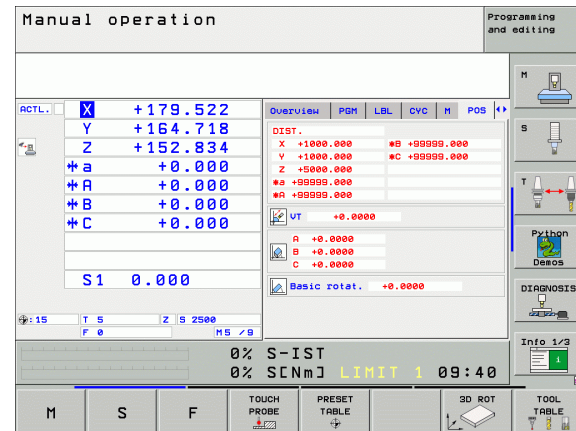 Manual operation
Programming
and editing
M
ACTL.
X +179.522
Y +164.718
Z +152.834
a +0.000
A +0.000
B +0.000
C +0.000
S1 0.000
:15
T 5
Z S 2500
F 0
M5 /9
Overview PGM LBL CYC M POS
DIST.
X +1000.000 *B +99999.000
Y +1000.000 *C +99999.000
Z +5000.000
*a +99999.000
*A +99999.000
VT +0.0000
A +0.0000
B +0.0000
C +0.0000
Basic rotat. +0.0000
S
T
Python
Demos
DIAGNOSIS
Info 1/3
1
0% S-IST
0% S[Nm] LIMIT 1 09:40
M
S
F
TOUCH
PROBE
PRESET
TABLE
3D ROT
TOOL
TABLE